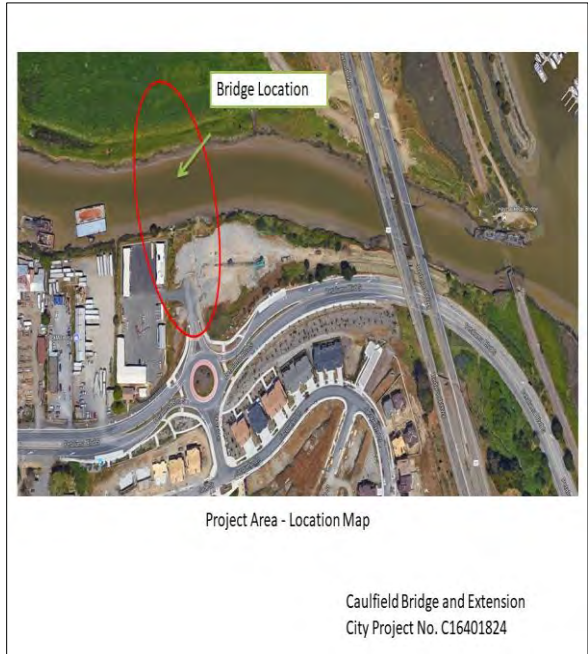 Bridge Location
Project Area - Location Map
Caulfield Bridge and Extension
City Project No. C16401824